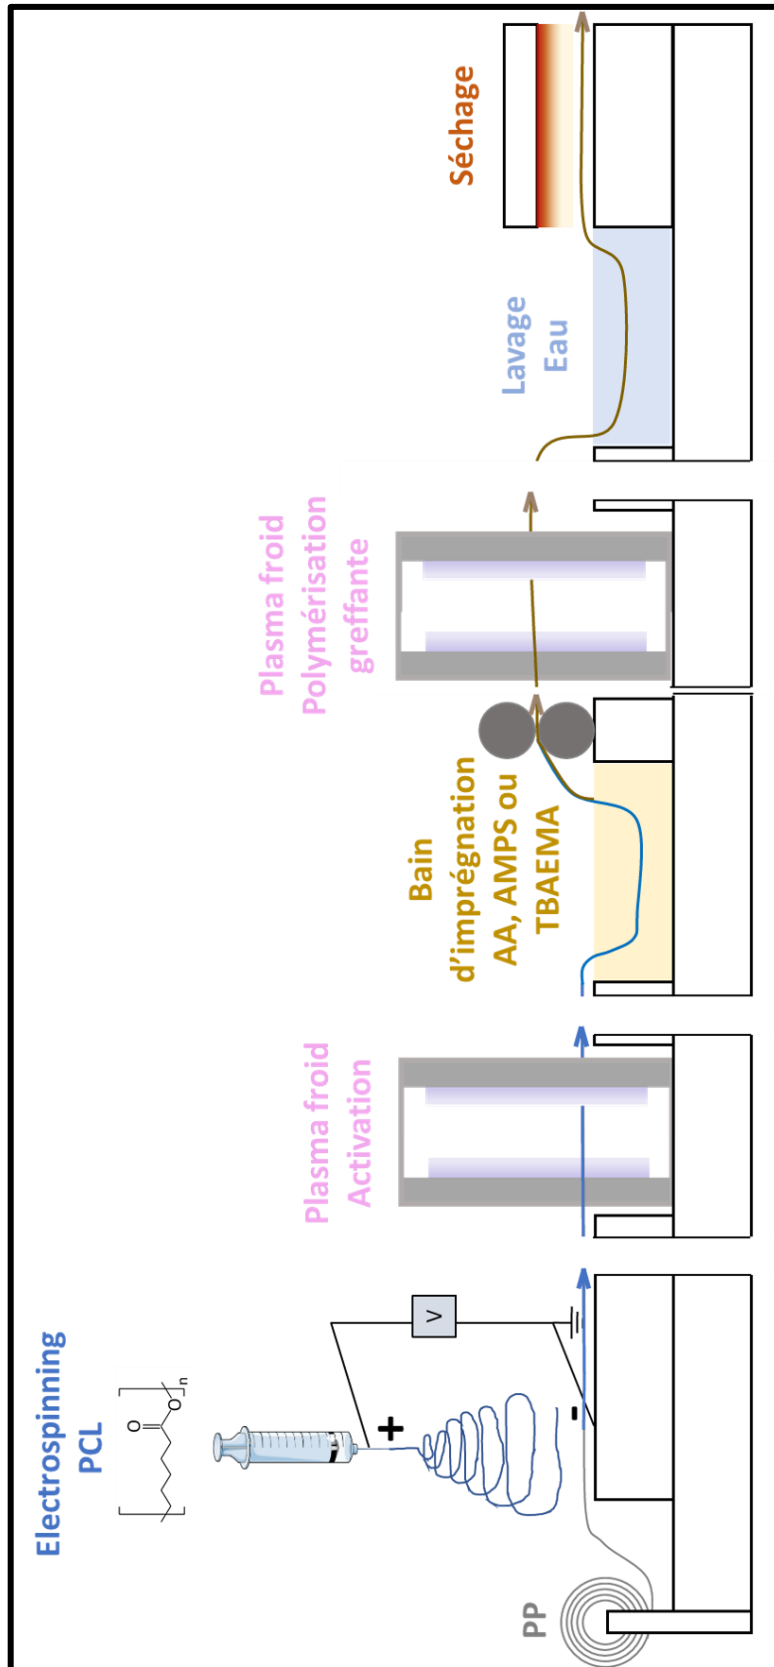 Electrospinning
PCL
O
O
n
+
V
-
PP
Plasma froid
Activation
Bain
d’imprégnation
AA, AMPS ou
TBAEMA
Plasma froid
Polymérisation
greffante
Lavage
Eau
Séchage